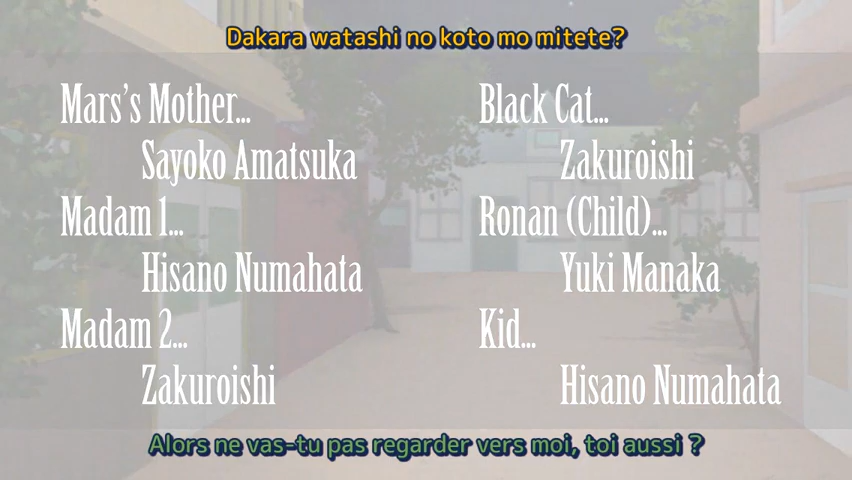 Dakara watashi no koto mo mitete?
Mars's Mother...
Sayoko Amatsuka
Madam 1...
Hisano Numahata
Madam 2...
Zakuroishi
Black Cat...
Zakuroishi
Ronan (Child)...
Yuki Manaka
Kid...
Hisano Numahata
Alors ne vas-tu pas regarder vers moi, toi aussi ?